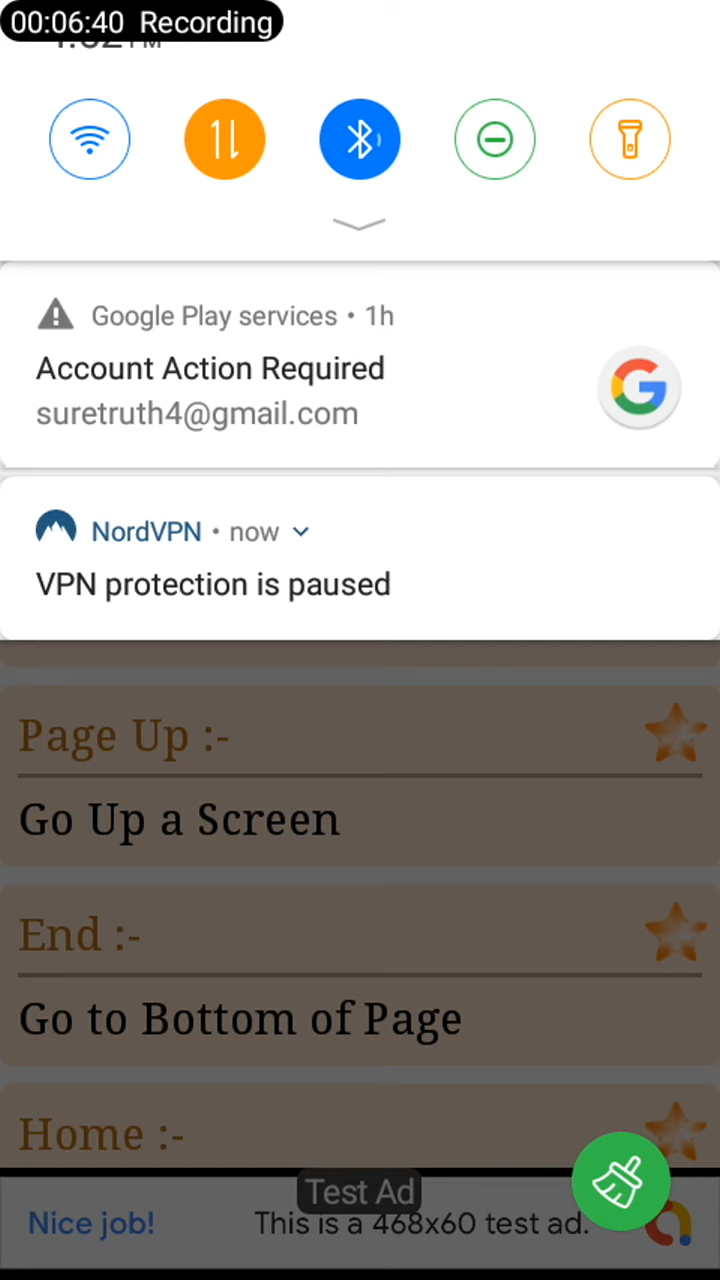 00:06:40 Recording
Google Play services • 1h
Account Action Required
suretruth4@gmail.com
NordVPN • now
VPN protection is paused
Page Up :-
Go Up a Screen
End :-
Go to Bottom of Page
Home :-
Test Ad
Nice job! This is a 468x60 test ad.